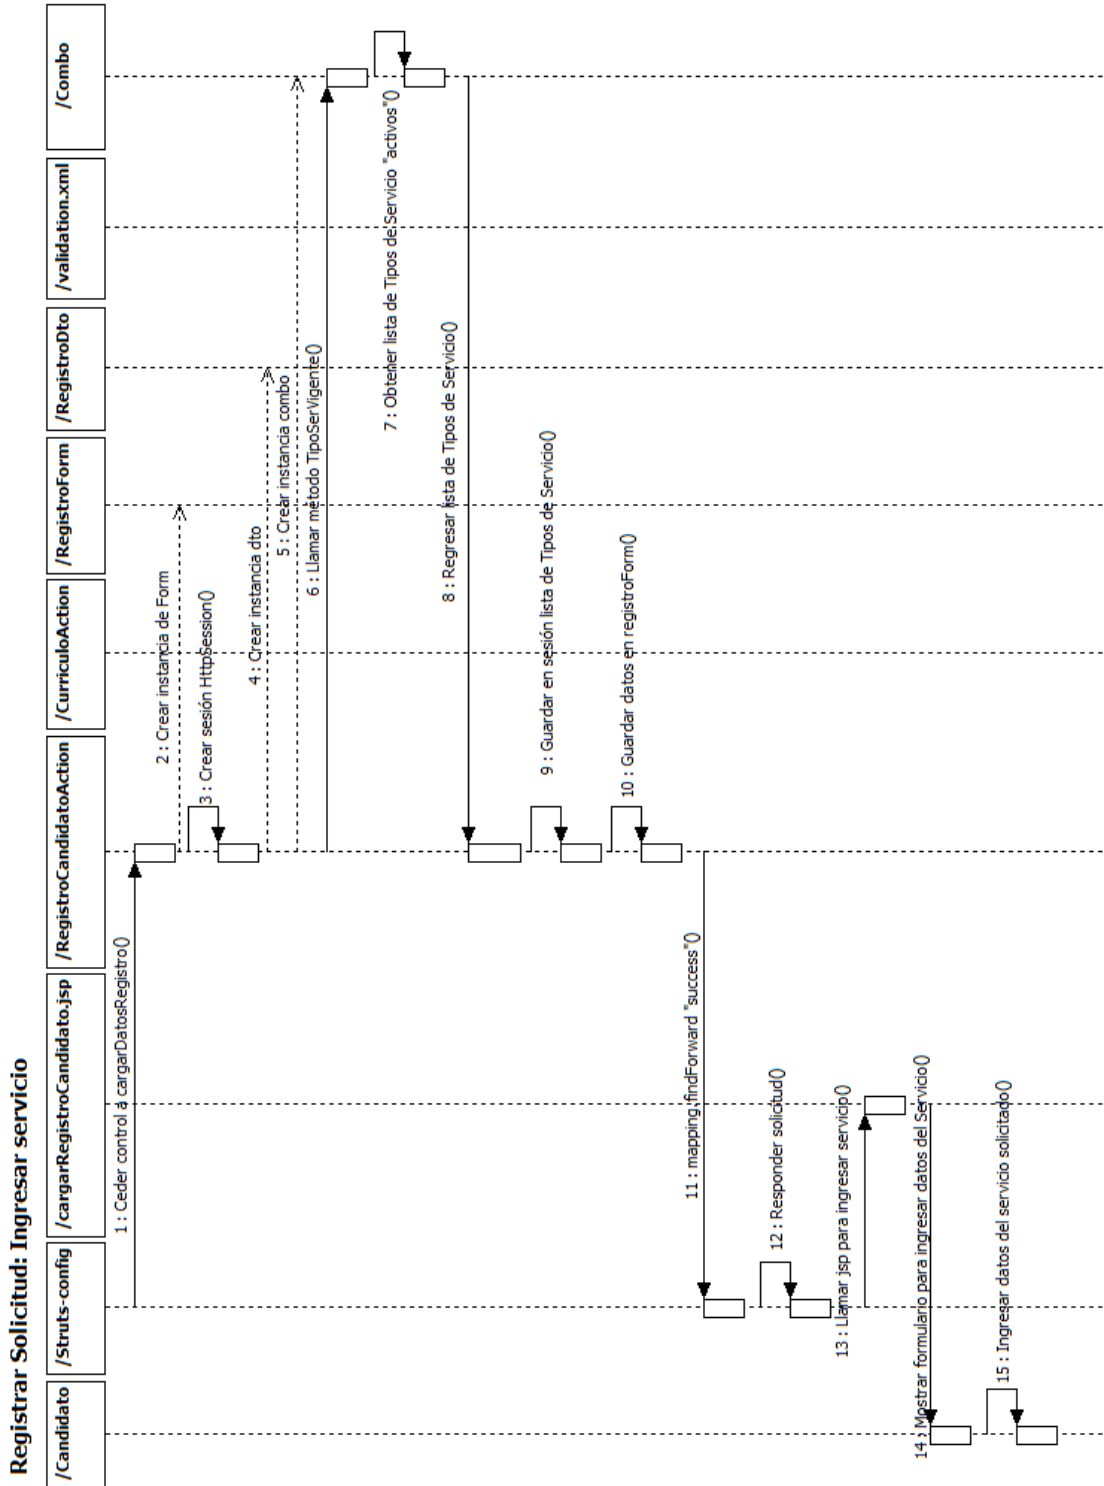 Registrar Solicitud: Ingresar servicio
/Candidato
/Struts-config
/cargarRegistroCandidato.jsp
/RegistroCandidatoAction
/CurriculoAction
/RegistroForm
/RegistroDto
/validation.xml
/Combo
1 : Ceder control a cargarDatosRegistro()
2 : Crear instancia de Form
3 : Crear sesión HttpSession()
4 : Crear instancia dto
5 : Crear instancia combo
6 : Llamar método TipoSerVigente()
7 : Obtener lista de Tipos de Servicio "activos"()
8 : Regresar lista de Tipos de Servicio()
9 : Guardar en sesión lista de Tipos de Servicio()
10 : Guardar datos en registroForm()
11 : mapping.findForward "success"()
12 : Responder solicitud()
13 : Llamar jsp para ingresar servicio()
14 : Mostrar formulario para ingresar datos del Servicio()
15 : Ingresar datos del servicio solicitado()